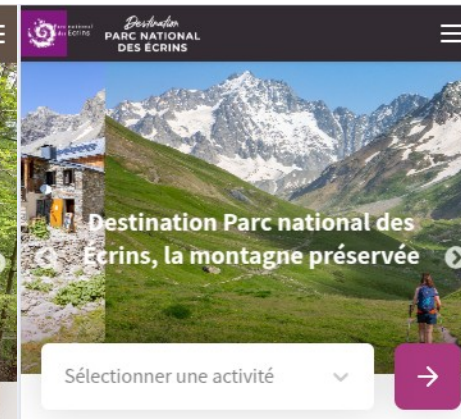 Parc national
des Écrins
Destination
PARC NATIONAL
DES ÉCRINS
Destination Parc national des
Écrins, la montagne préservée
Sélectionner une activité